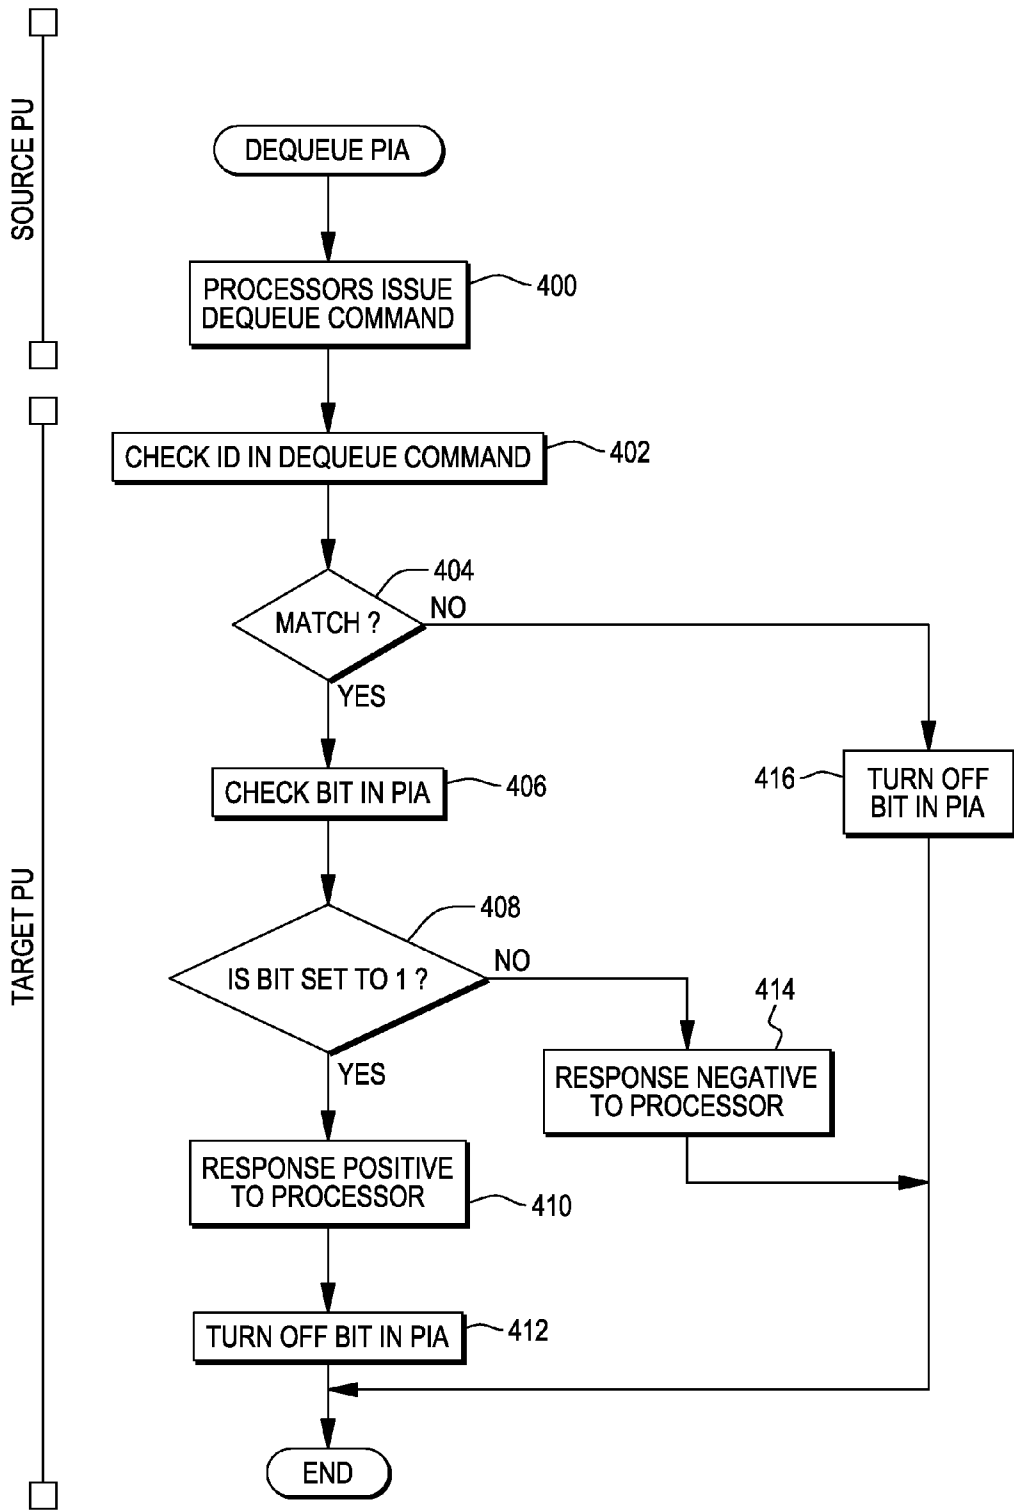 SOURCE PU
DEQUEUE PIA
PROCESSORS ISSUE
DEQUEUE COMMAND
400
TARGET PU
CHECK ID IN DEQUEUE COMMAND
402
404
MATCH ?
NO
YES
CHECK BIT IN PIA
406
416
TURN OFF
BIT IN PIA
408
IS BIT SET TO 1 ?
NO
YES
414
RESPONSE NEGATIVE
TO PROCESSOR
RESPONSE POSITIVE
TO PROCESSOR
410
TURN OFF BIT IN PIA
412
END